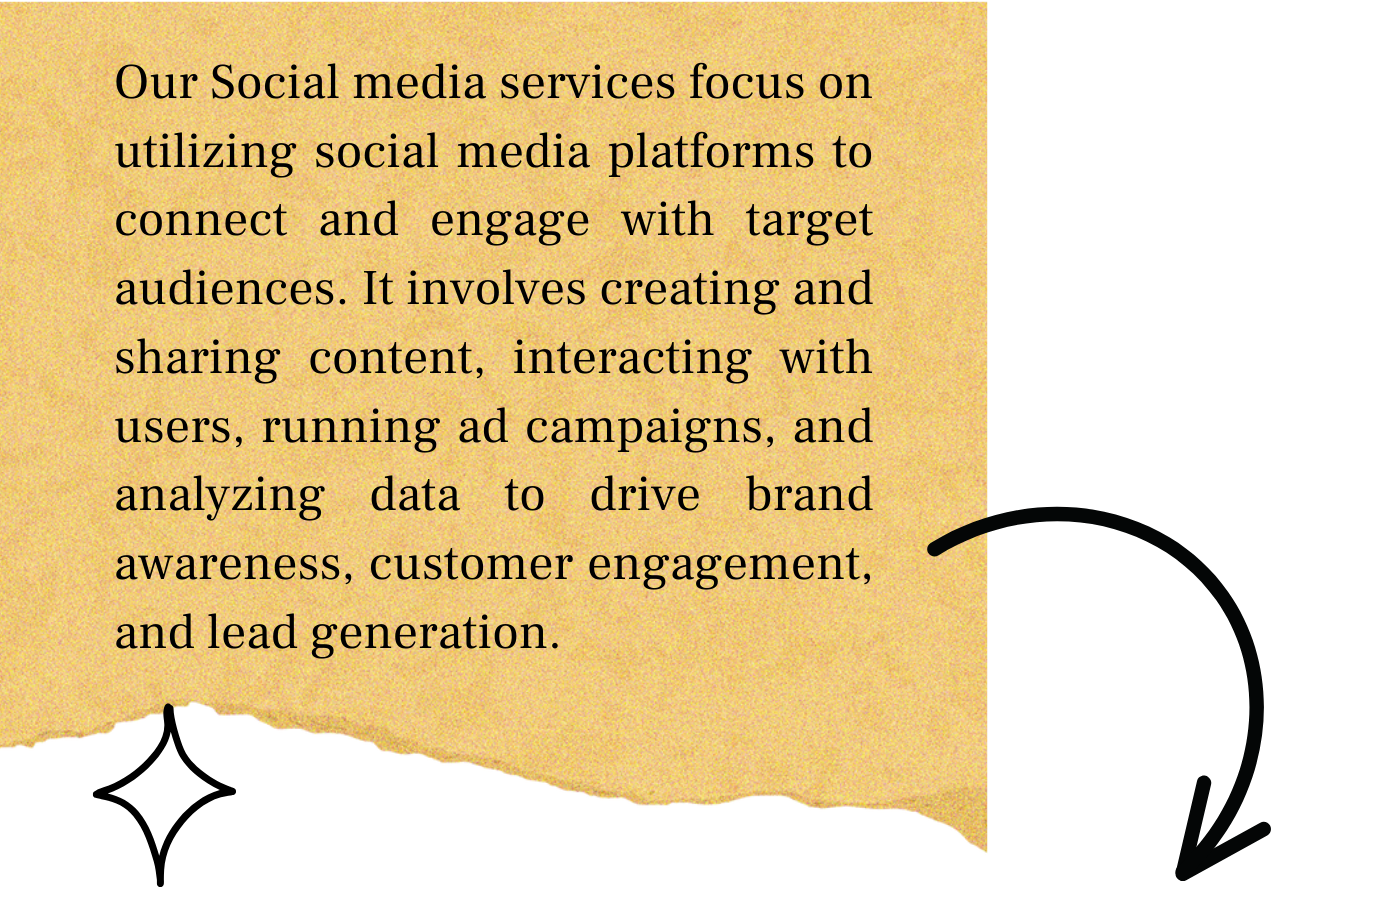 Our Social media services focus on
utilizing social media platforms to
connect and engage with target
audiences. It involves creating and
sharing content, interacting with
users, running ad campaigns, and
analyzing data to drive brand
awareness, customer engagement,
and lead generation.